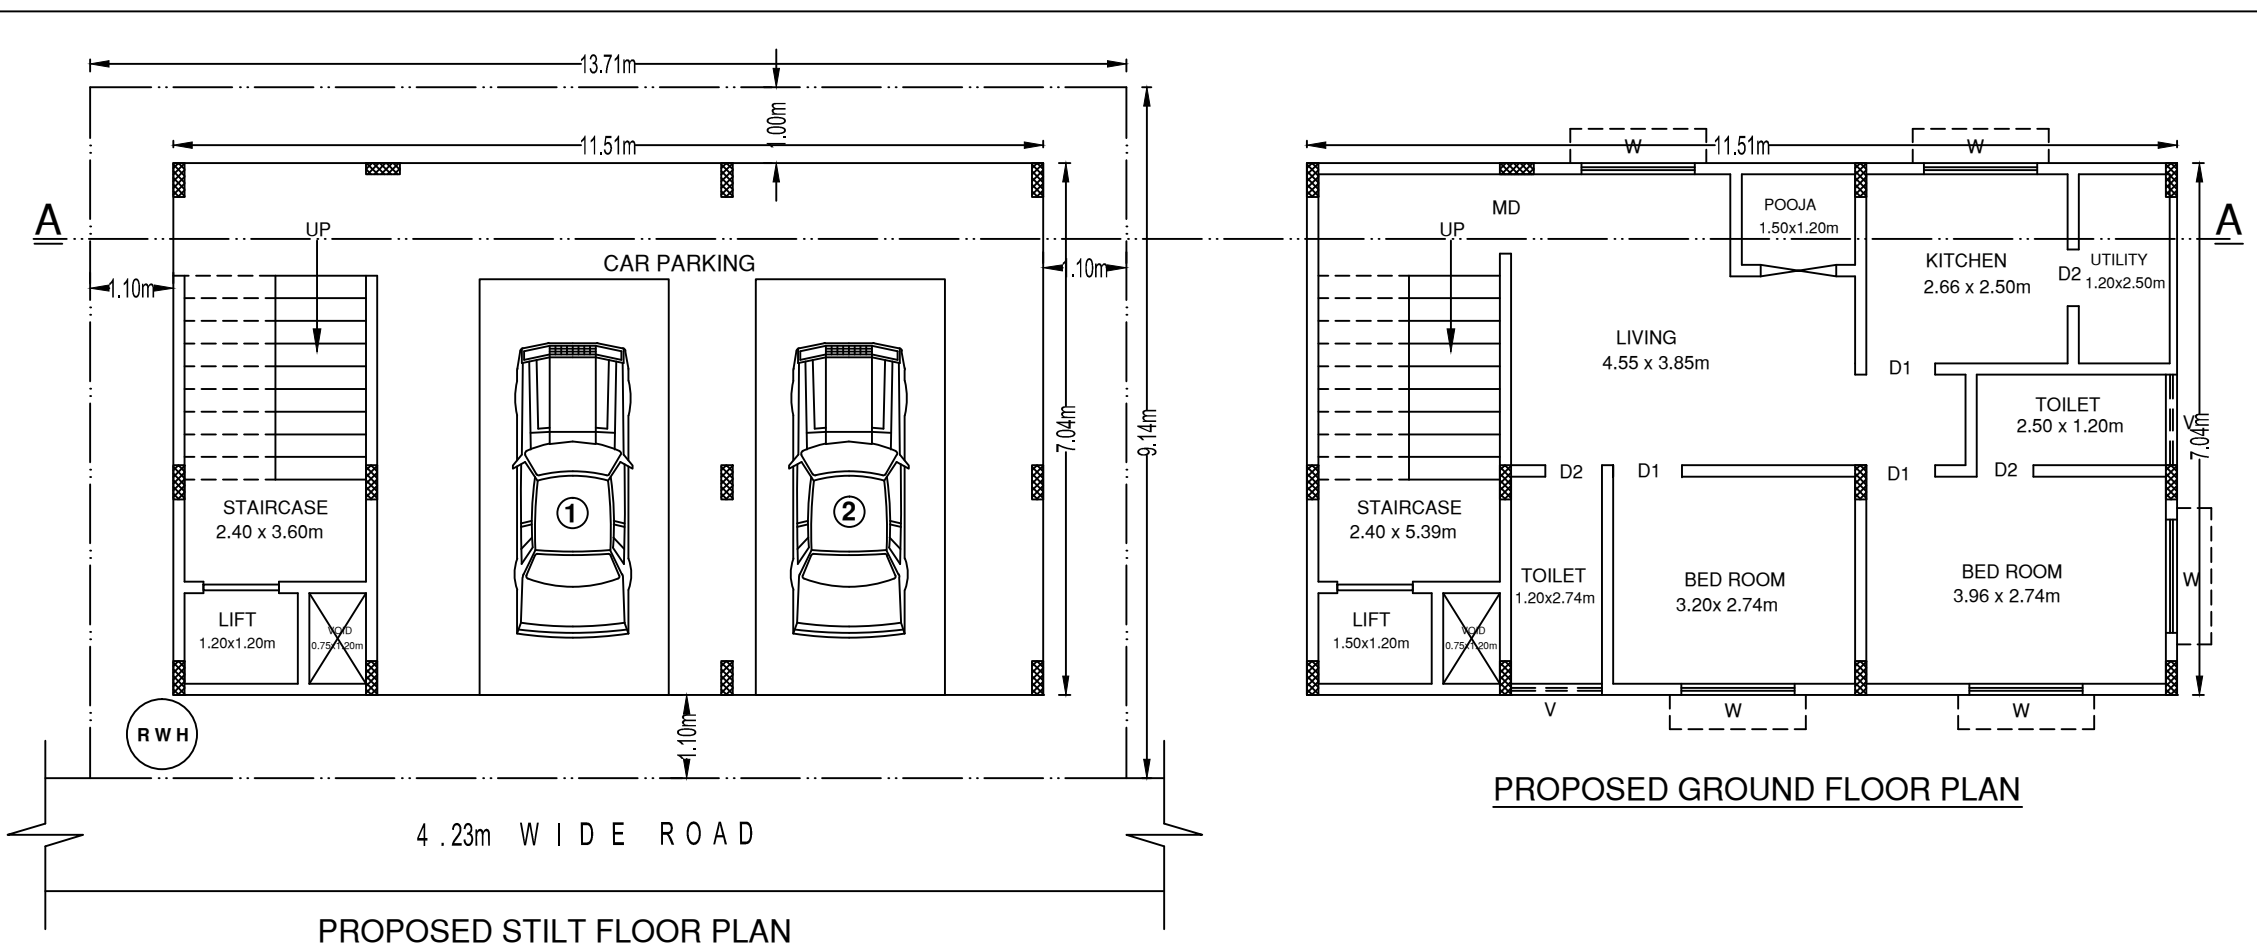 13.71m
1.00m
11.51m
A
UP
CAR PARKING
1.10m
1.10m
7.04m
9.14m
STAIRCASE
2.40 x 3.60m
1
2
LIFT
1.20x1.20m
VOID
0.75x1.20m
R W H
1.10m
4 .23m WIDE ROAD
PROPOSED STILT FLOOR PLAN
W
11.51m
W
MD
POOJA
1.50x1.20m
A
UP
KITCHEN
2.66 x 2.50m
D2
UTILITY
1.20x2.50m
LIVING
4.55 x 3.85m
D1
TOILET
2.50 x 1.20m
V
7.04m
D2
D1
D1
D2
STAIRCASE
2.40 x 5.39m
TOILET
1.20x2.74m
BED ROOM
3.20x 2.74m
BED ROOM
3.96 x 2.74m
W
LIFT
1.50x1.20m
VOID
0.75x1.20m
V
W
W
PROPOSED GROUND FLOOR PLAN